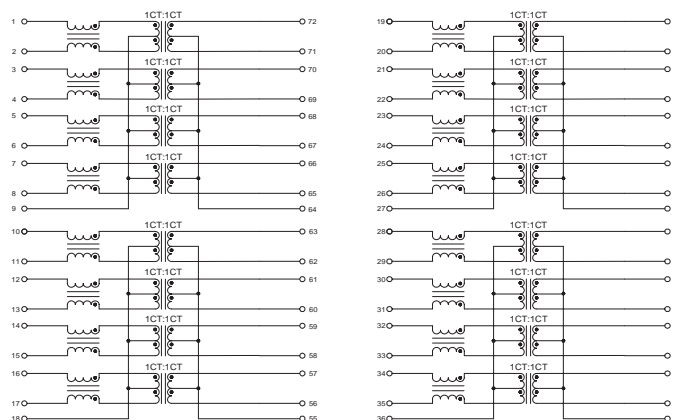 1 1CT:1CT 72 19 1CT:1CT
2 71 20
3 1CT:1CT 70 21 1CT:1CT
4 69 22
5 1CT:1CT 68 23 1CT:1CT
6 67 24
7 1CT:1CT 66 25 1CT:1CT
8 65 26
9 64 27
10 1CT:1CT 63 28 1CT:1CT
11 62 29
12 1CT:1CT 61 30 1CT:1CT
13 60 31
14 1CT:1CT 59 32 1CT:1CT
15 58 33
16 1CT:1CT 57 34 1CT:1CT
17 56 35
18 55 36